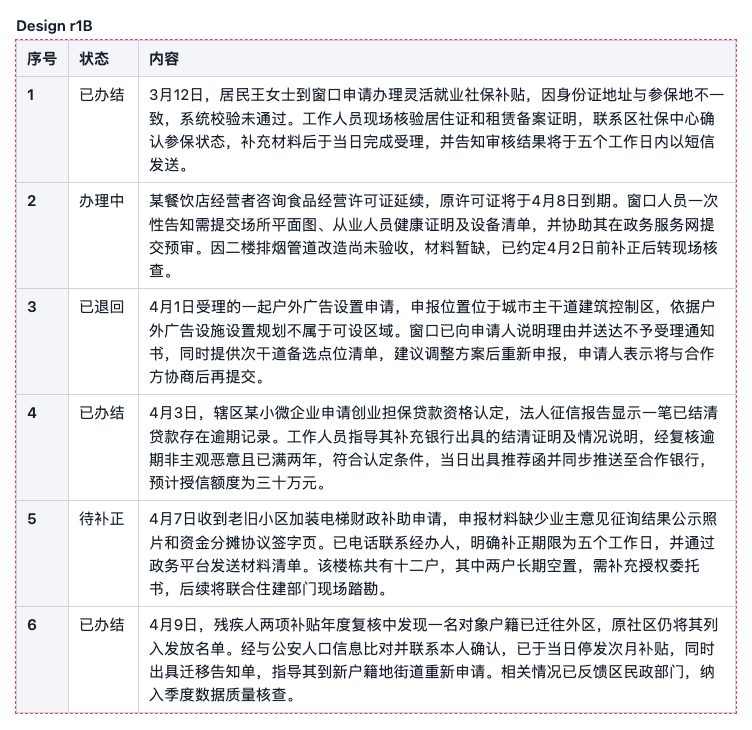 Design r1B
序号 状态 内容
1 已办结 3月12日，居民王女士到窗口申请办理灵活就业社保补贴，因身份证地址与参保地不一
致，系统校验未通过。工作人员现场核验居住证和租赁备案证明，联系区社保中心确
认参保状态，补充材料后于当日完成受理，并告知审核结果将于五个工作日内以短信
发送。
2 办理中 某餐饮店经营者咨询食品经营许可证延续，原许可证将于4月8日到期。窗口人员一次
性告知需提交场所平面图、从业人员健康证明及设备清单，并协助其在政务服务网提
交预审。因二楼排烟管道改造尚未验收，材料暂缺，已约定4月2日前补正后转现场核
查。
3 已退回 4月1日受理的一起户外广告设置申请，申报位置位于城市主干道建筑控制区，依据户
外广告设施设置规划不属于可设区域。窗口已向申请人说明理由并送达不予受理通知
书，同时提供次干道备选点位清单，建议调整方案后重新申报，申请人表示将与合作
方协商后再提交。
4 已办结 4月3日，辖区某小微企业申请创业担保贷款资格认定，法人征信报告显示一笔已结清
贷款存在逾期记录。工作人员指导其补充银行出具的结清证明及情况说明，经复核逾
期非主观恶意且已满两年，符合认定条件，当日出具推荐函并同步推送至合作银行，
预计授信额度为三十万元。
5 待补正 4月7日收到老旧小区加装电梯财政补助申请，申报材料缺少业主意见征询结果公示照
片和资金分摊协议签字页。已电话联系经办人，明确补正期限为五个工作日，并通过
政务平台发送材料清单。该楼栋共有十二户，其中两户长期空置，需补充授权委托
书，后续将联合住建部门现场踏勘。
6 已办结 4月9日，残疾人两项补贴年度复核中发现一名对象户籍已迁往外区，原社区仍将其列
入发放名单。经与公安人口信息比对并联系本人确认，已于当日停发次月补贴，同时
出具迁移告知单，指导其到新户籍地街道重新申请。相关情况已反馈区民政部门，纳
入季度数据质量核查。